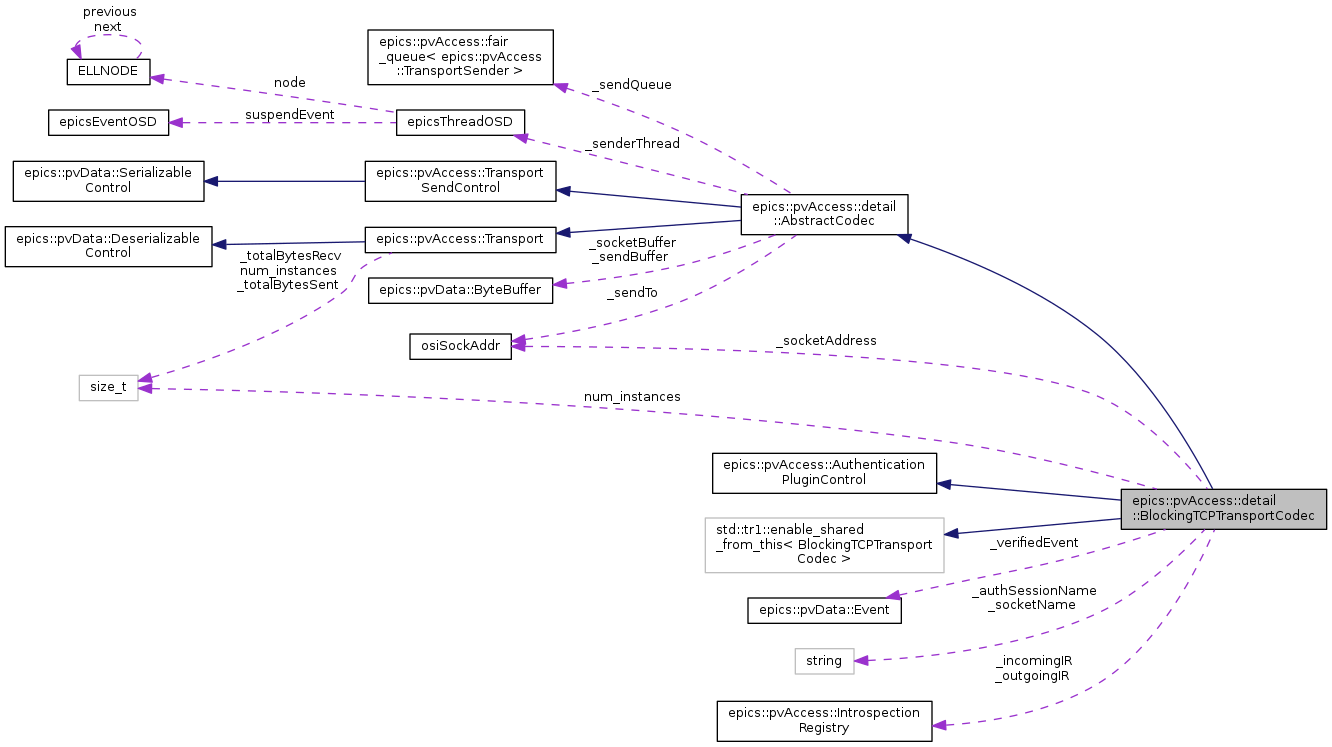 previous
next
ELLNODE
epics::pvAccess::fair
_queue< epics::pvAccess
::TransportSender >
node
_sendQueue
epicsEventOSD
suspendEvent
epicsThreadOSD
_senderThread
epics::pvData::Serializable
Control
epics::pvAccess::Transport
SendControl
epics::pvAccess::detail
::AbstractCodec
epics::pvData::Deserializable
Control
epics::pvAccess::Transport
_totalBytesRecv
num_instances
_totalBytesSent
_socketBuffer
_sendBuffer
epics::pvData::ByteBuffer
_sendTo
osiSockAddr
_socketAddress
size_t
num_instances
epics::pvAccess::Authentication
PluginControl
epics::pvAccess::detail
::BlockingTCPTransportCodec
std::tr1::enable_shared
_from_this< BlockingTCPTransport
Codec >
_verifiedEvent
epics::pvData::Event
_authSessionName
_socketName
string
_incomingIR
_outgoingIR
epics::pvAccess::Introspection
Registry